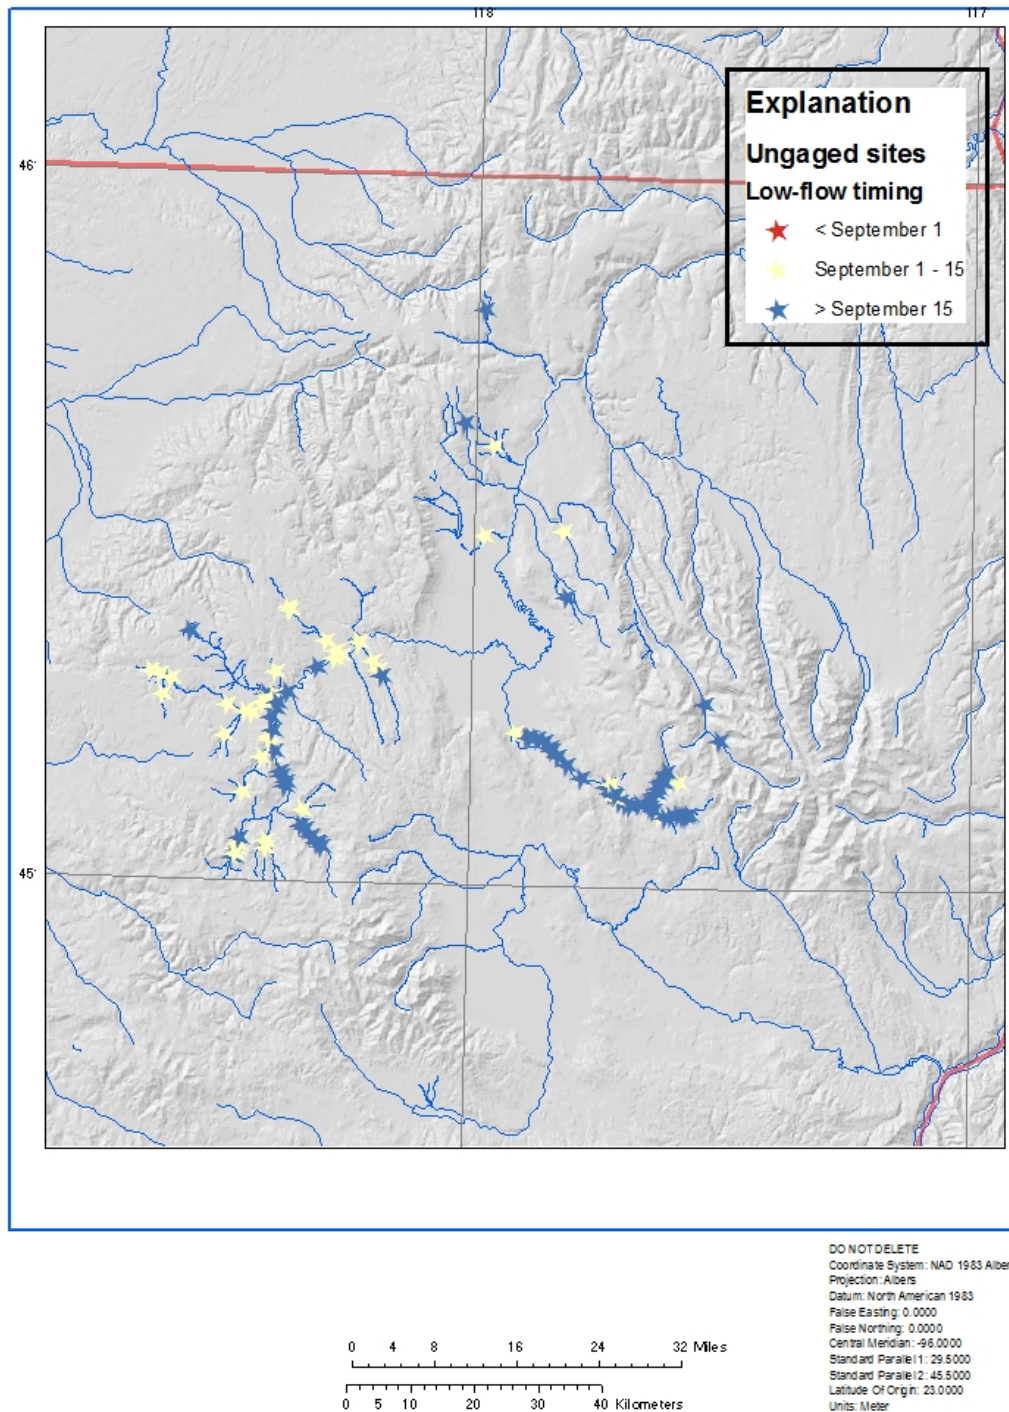 118°
117°
46°
Explanation
Ungaged sites
Low-flow timing
< September 1
September 1 - 15
> September 15
45°
DO NOT DELETE
Coordinate System: NAD 1983 Alber
Projection: Albers
Datum: North American 1983
False Easting: 0.0000
False Northing: 0.0000
Central Meridian: -96.0000
Standard Parallel 1: 29.5000
Standard Parallel 2: 45.5000
Latitude Of Origin: 23.0000
Units: Meter
0 4 8 16 24 32 Miles
0 5 10 20 30 40 Kilometers